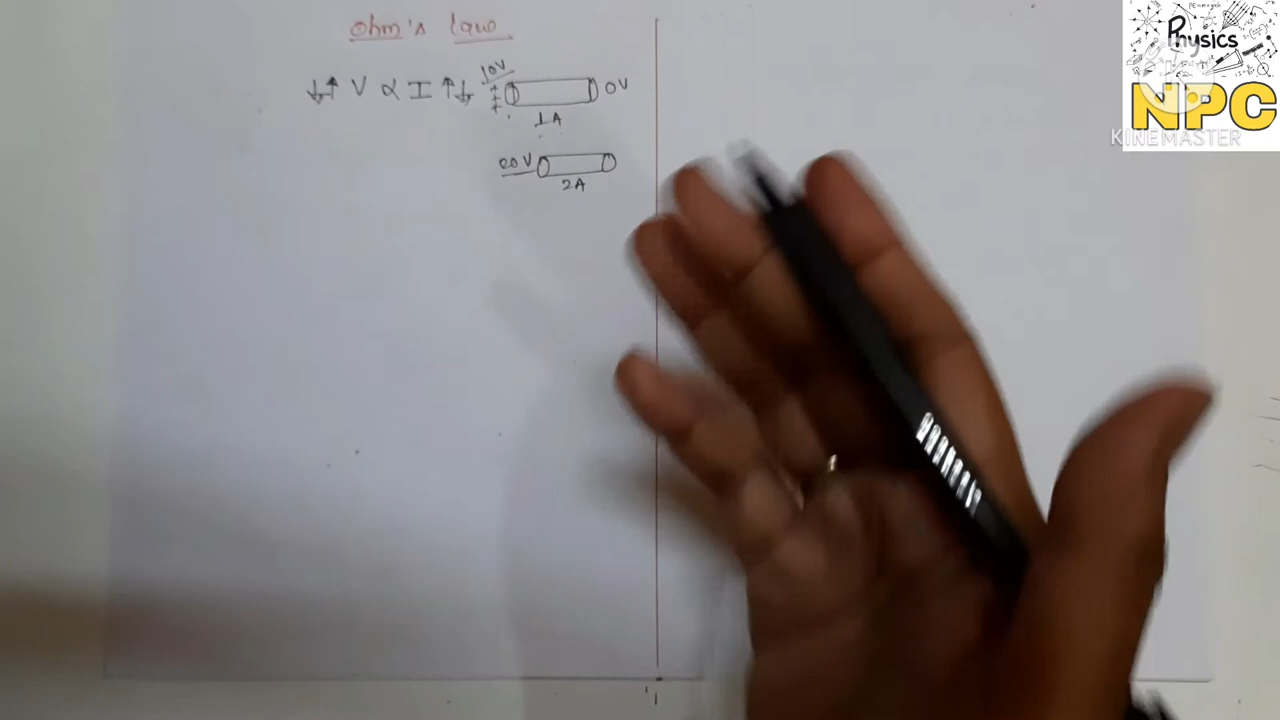 Ohm's law
↓↑ V ∝ I ↑↓ 10V 0V
1A
20V
2A
Physics
NPC
KINEMASTER